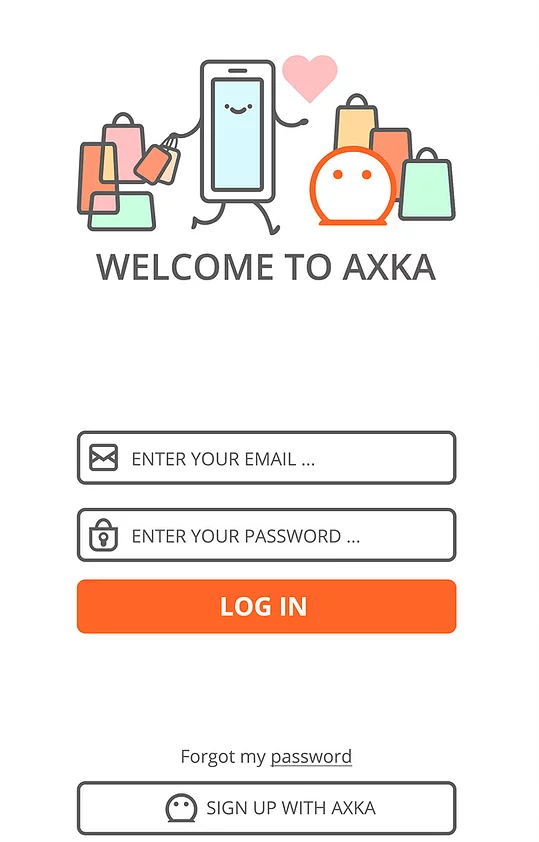 WELCOME TO AXKA
ENTER YOUR EMAIL ...
ENTER YOUR PASSWORD ...
LOG IN
Forgot my password
SIGN UP WITH AXKA